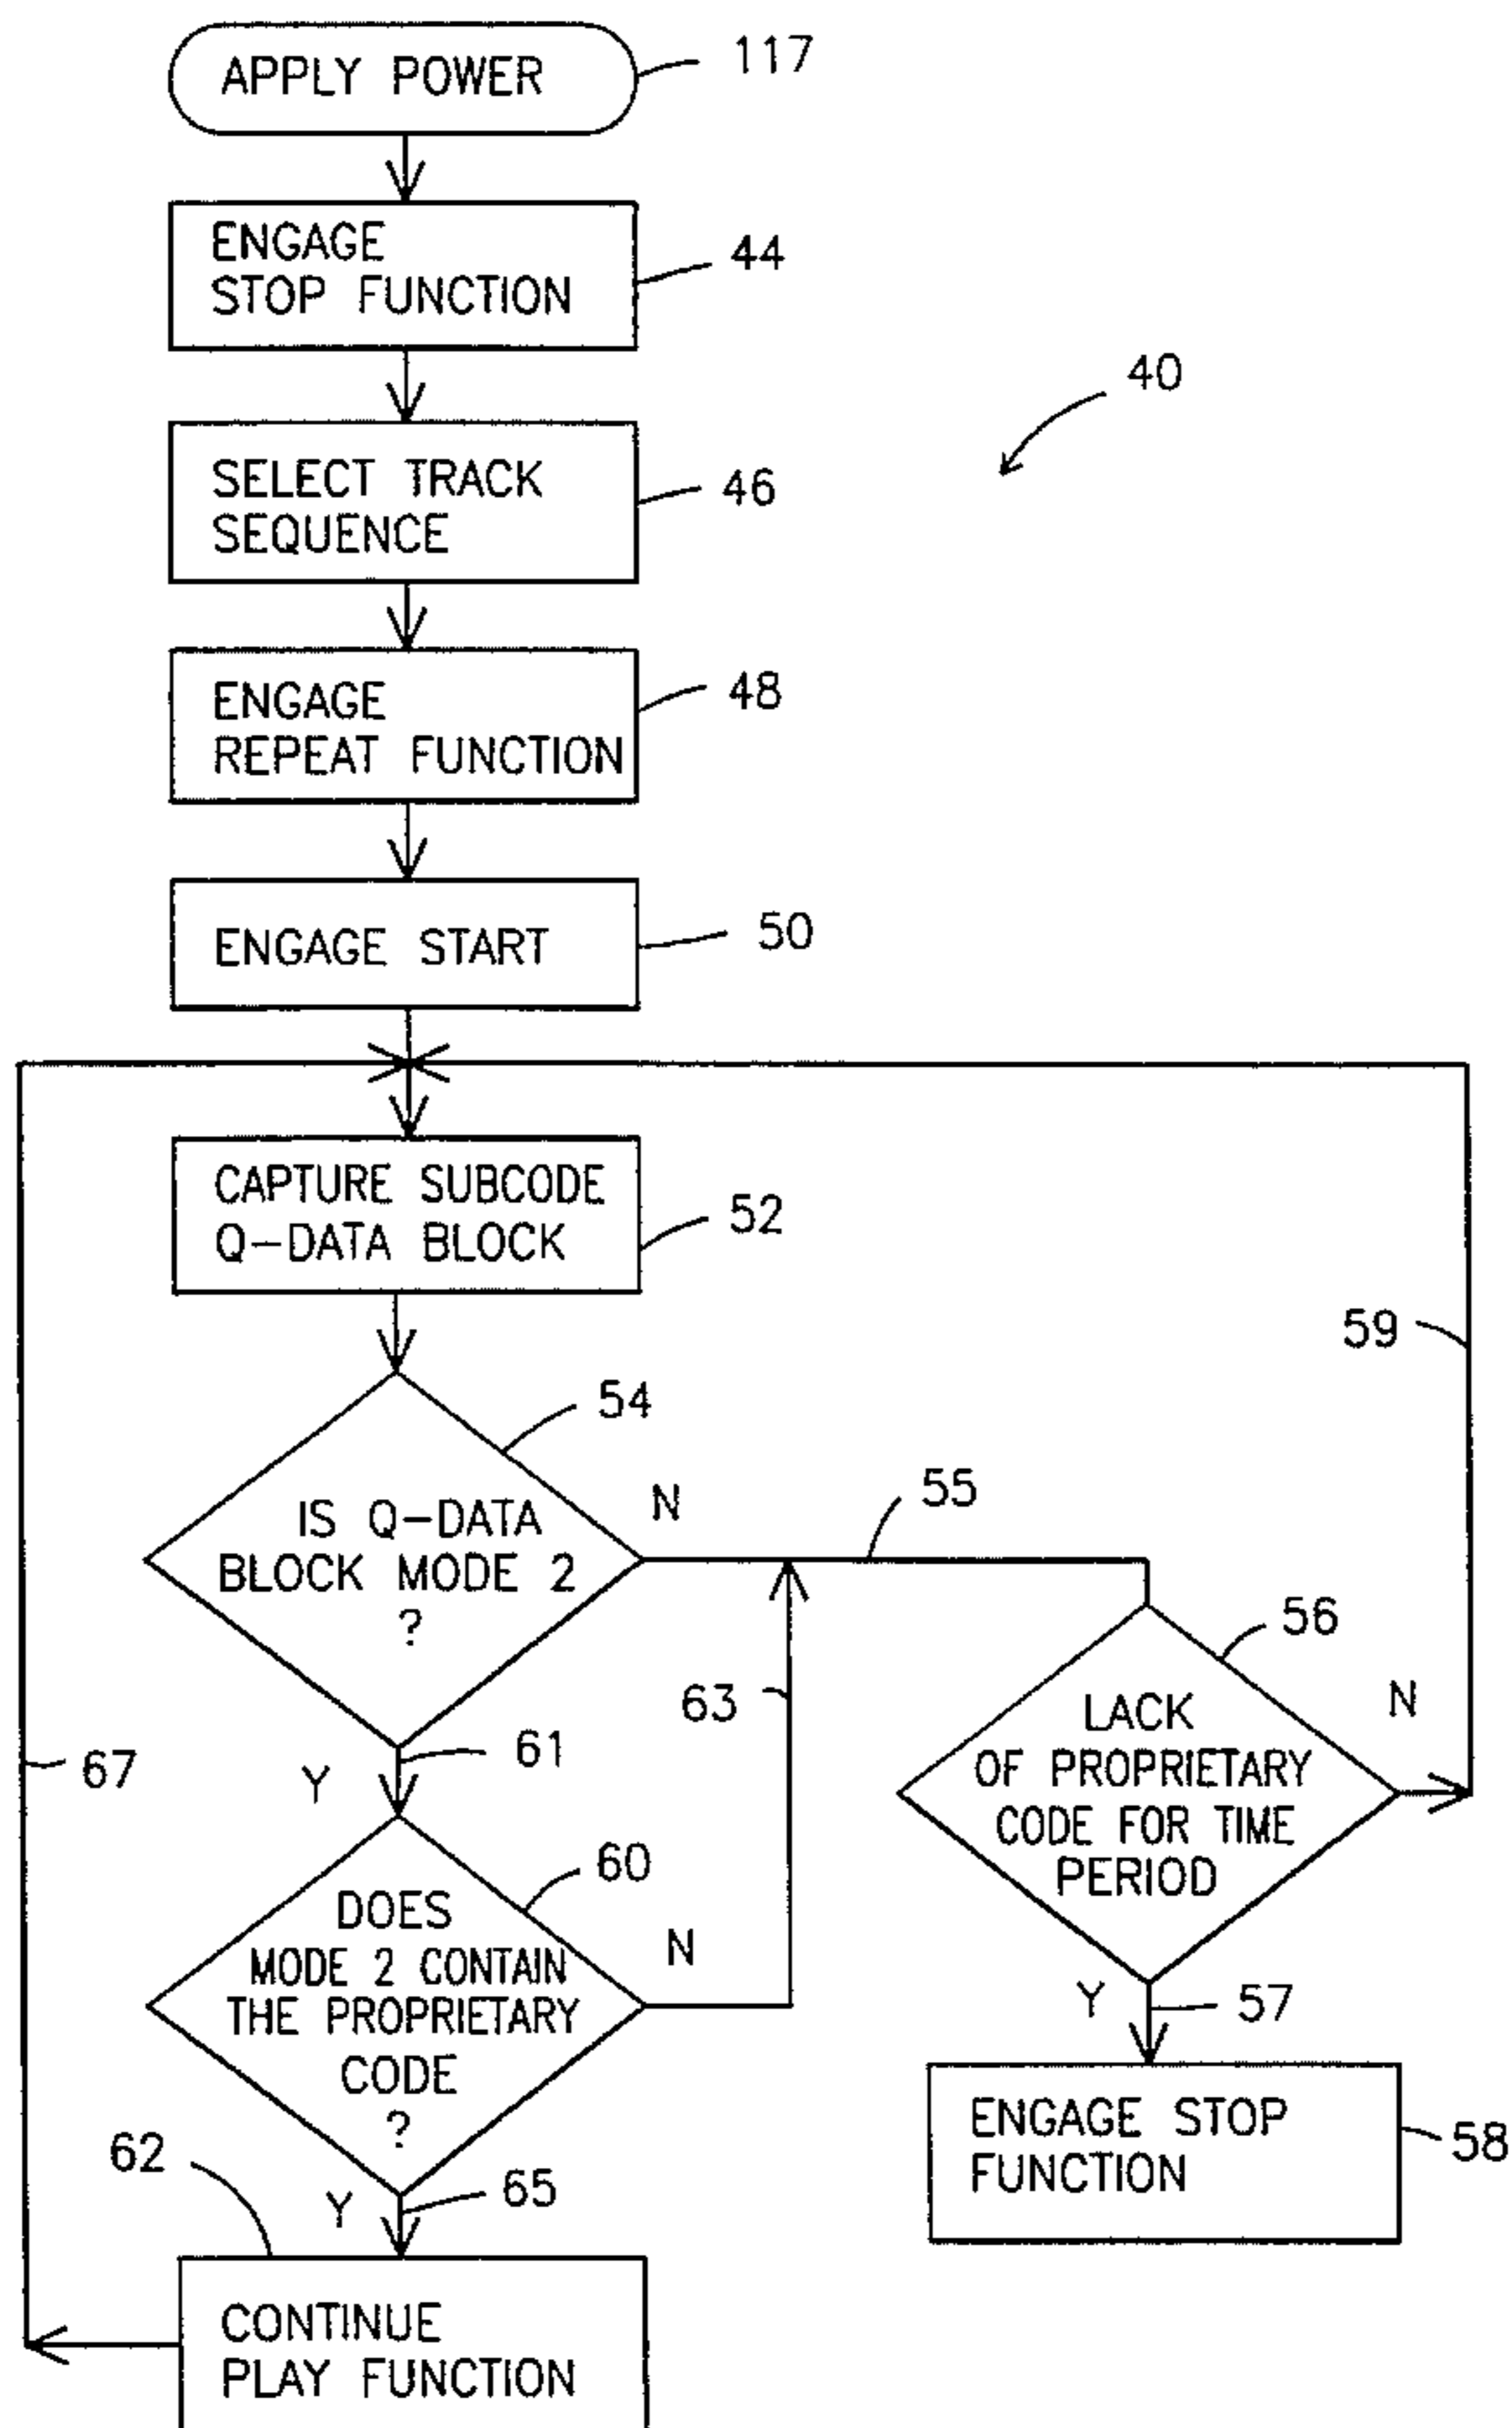 APPLY POWER
117
ENGAGE
STOP FUNCTION
44
40
SELECT TRACK
SEQUENCE
46
ENGAGE
REPEAT FUNCTION
48
ENGAGE START
50
CAPTURE SUBCODE
Q-DATA BLOCK
52
59
54
IS Q-DATA
BLOCK MODE 2
?
N
55
56
LACK
OF PROPRIETARY
CODE FOR TIME
PERIOD
N
63
67
Y
61
60
DOES
MODE 2 CONTAIN
THE PROPRIETARY
CODE
?
N
Y
57
ENGAGE STOP
FUNCTION
58
62
Y
65
CONTINUE
PLAY FUNCTION